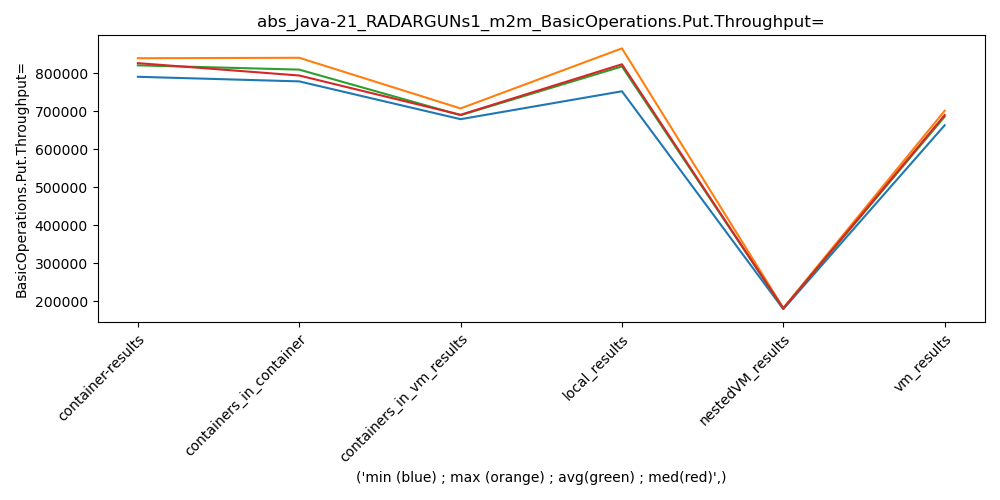 abs_java-21_RADARGUNs1_m2m_BasicOperations.Put.Throughput=
BasicOperations.Put.Throughput=
800000
700000
600000
500000
400000
300000
200000
container-results
containers_in_container
containers_in_vm_results
local_results
nestedVM_results
vm_results
('min (blue) ; max (orange) ; avg(green) ; med(red)',)